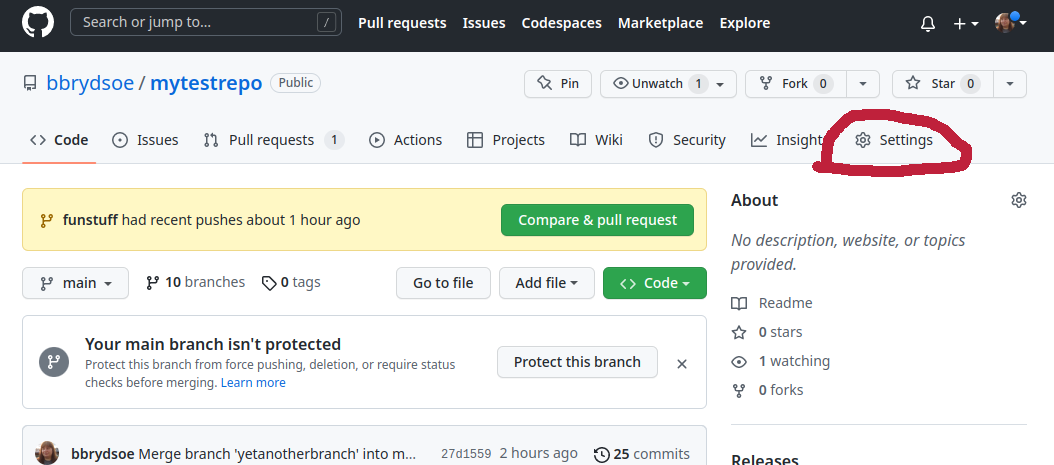 Search or jump to... /
Pull requests Issues Codespaces Marketplace Explore
bbrydsoe / mytestrepo Public
Pin Unwatch 1 Fork 0 Star 0
Code Issues Pull requests 1 Actions Projects Wiki Security Insight Settings
funstuff had recent pushes about 1 hour ago
Compare & pull request
main 10 branches 0 tags Go to file Add file Code
Your main branch isn't protected
Protect this branch from force pushing, deletion, or require status
checks before merging. Learn more
Protect this branch
bbrydsoe Merge branch 'yetanotherbranch' into m... 27d1559 2 hours ago 25 commits
About
No description, website, or topics
provided.
Readme
0 stars
1 watching
0 forks
Releases